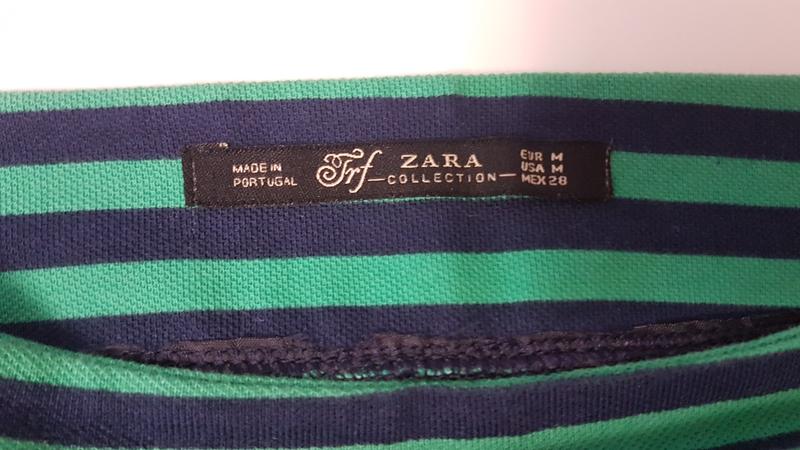 MADE IN
PORTUGAL
Trf ZARA
COLLECTION
EUR M
USA M
MEX 28